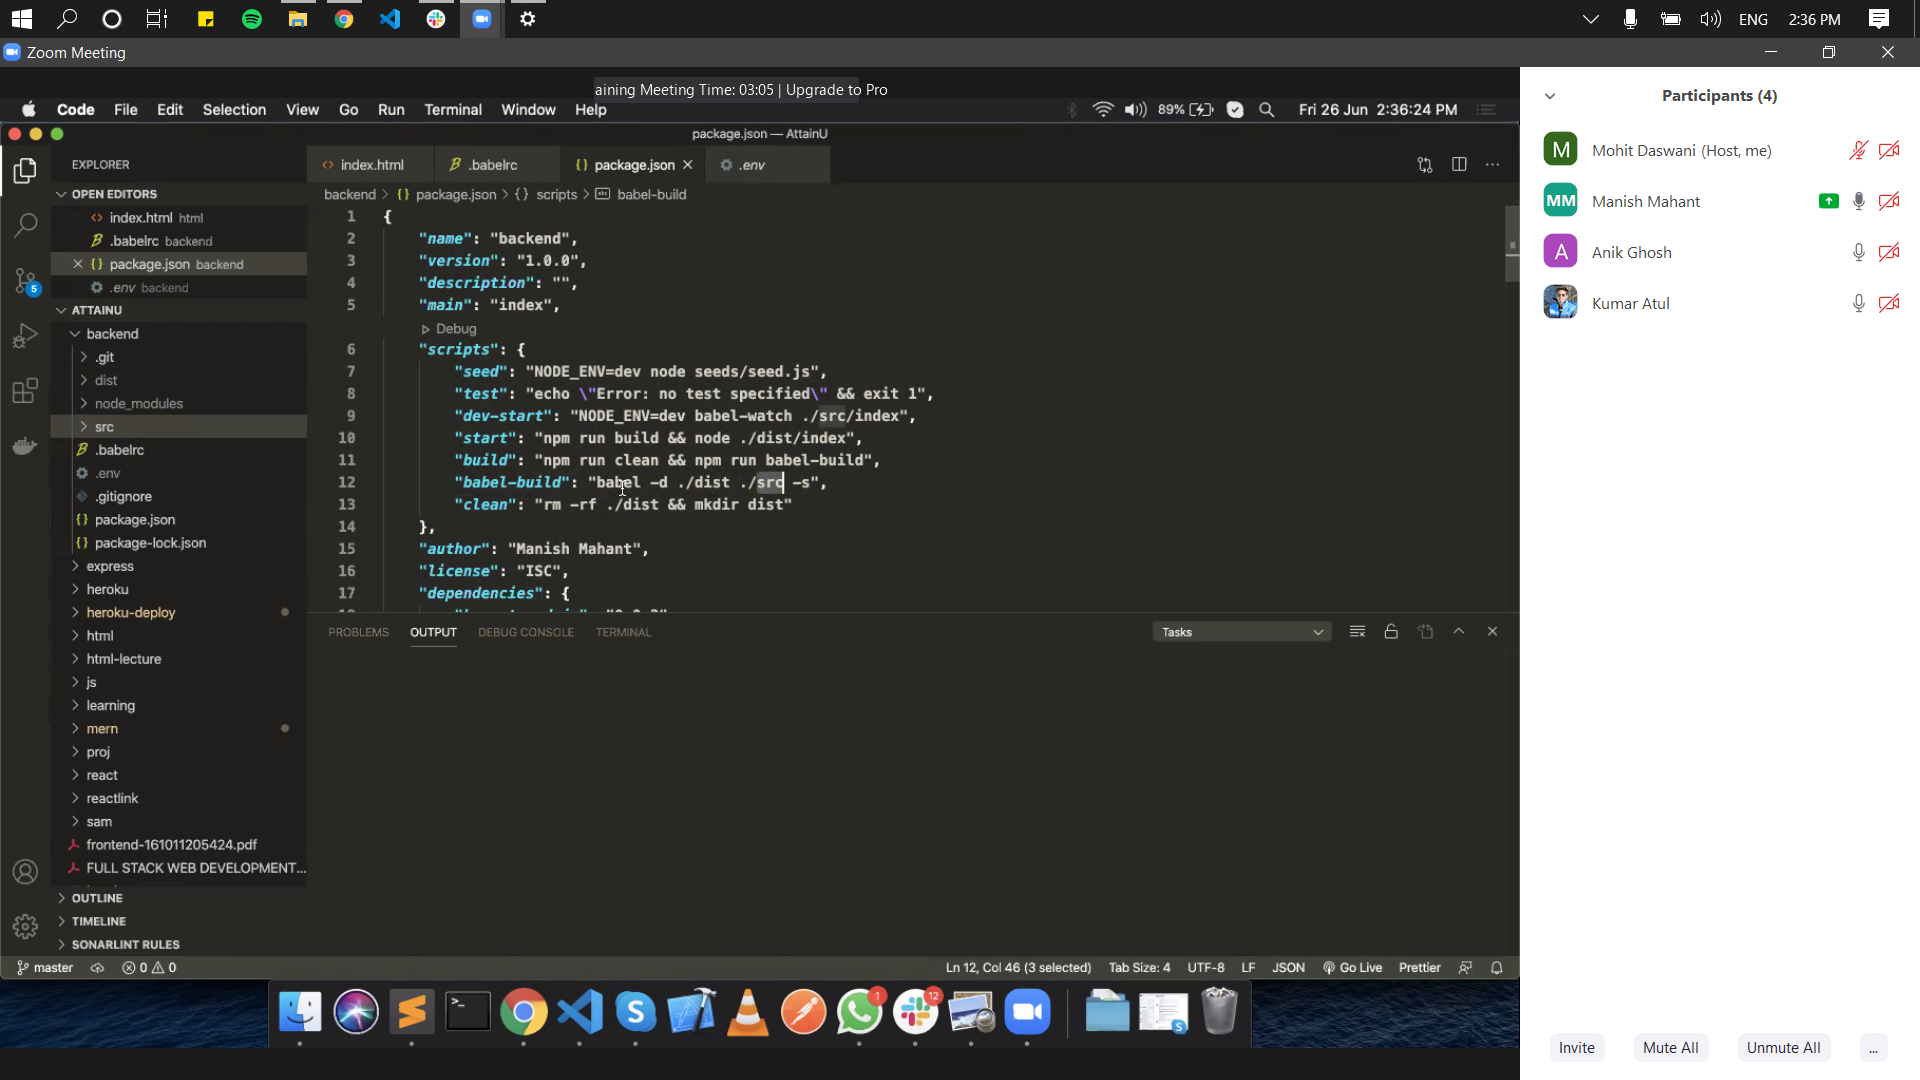 ENG
2:36 PM
Zoom Meeting
aining Meeting Time: 03:05 | Upgrade to Pro
Code File Edit Selection View Go Run Terminal Window Help
89%
Fri 26 Jun 2:36:24 PM
package.json — AttainU
EXPLORER
OPEN EDITORS
index.html html
.babelrc backend
package.json backend
.env backend
5
ATTAINU
backend
.git
dist
node_modules
src
.babelrc
.env
.gitignore
package.json
package-lock.json
express
heroku
heroku-deploy
html
html-lecture
js
learning
mern
proj
react
reactlink
sam
frontend-161011205424.pdf
FULL STACK WEB DEVELOPMENT...
OUTLINE
TIMELINE
SONARLINT RULES
index.html
.babelrc
package.json
.env
backend > {} package.json > {} scripts > babel-build
1 {
2 "name": "backend",
3 "version": "1.0.0",
4 "description": "",
5 "main": "index",
Debug
6 "scripts": {
7 "seed": "NODE_ENV=dev node seeds/seed.js",
8 "test": "echo \"Error: no test specified\" && exit 1",
9 "dev-start": "NODE_ENV=dev babel-watch ./src/index",
10 "start": "npm run build && node ./dist/index",
11 "build": "npm run clean && npm run babel-build",
12 "babel-build": "babel -d ./dist ./src -s",
13 "clean": "rm -rf ./dist && mkdir dist"
14 },
15 "author": "Manish Mahant",
16 "license": "ISC",
17 "dependencies": {
PROBLEMS OUTPUT DEBUG CONSOLE TERMINAL
Tasks
master
0 0
Ln 12, Col 46 (3 selected)
Tab Size: 4
UTF-8
LF
JSON
Go Live
Prettier
1
12
Participants (4)
M
Mohit Daswani (Host, me)
MM
Manish Mahant
A
Anik Ghosh
Kumar Atul
Invite
Mute All
Unmute All
...